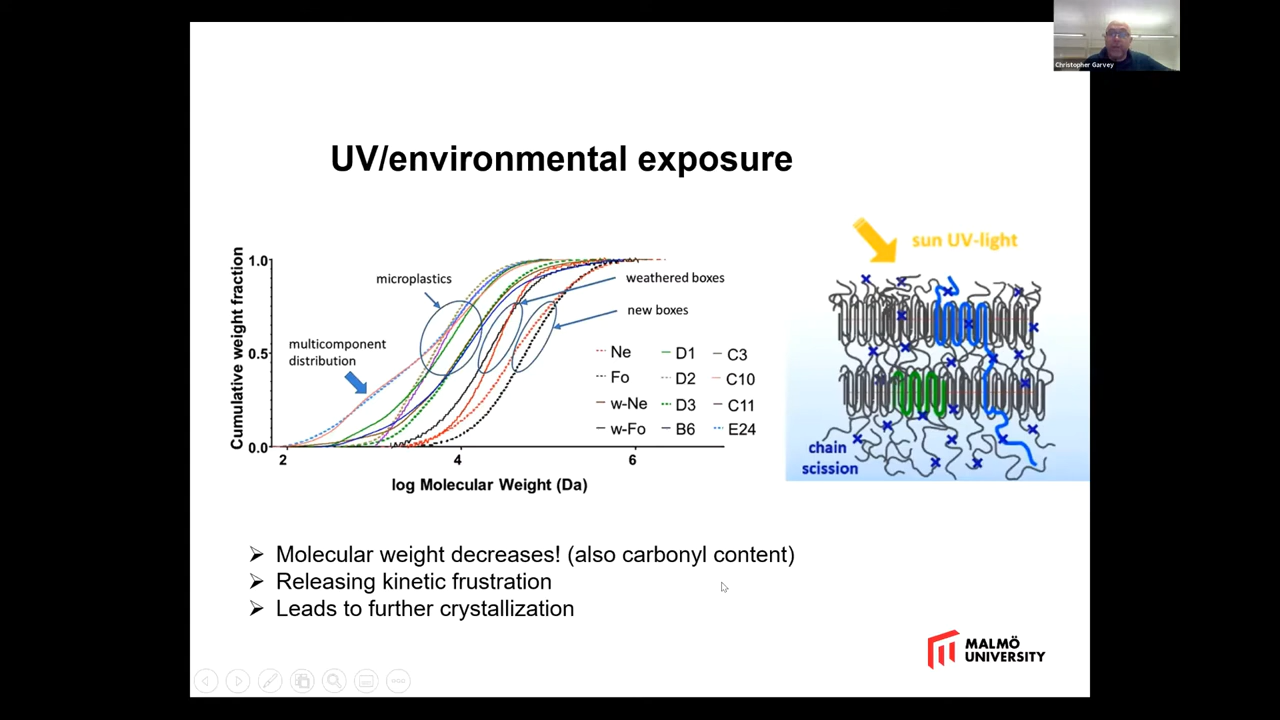 Christopher Garvey
UV/environmental exposure
sun UV-light
Cumulative weight fraction
1.0
0.5
0.0
microplastics
weathered boxes
new boxes
multicomponent
distribution
Ne
D1
C3
Fo
D2
C10
w-Ne
D3
C11
w-Fo
B6
E24
2
4
6
log Molecular Weight (Da)
chain
scission
➢ Molecular weight decreases! (also carbonyl content)
➢ Releasing kinetic frustration
➢ Leads to further crystallization
MALMÖ
UNIVERSITY